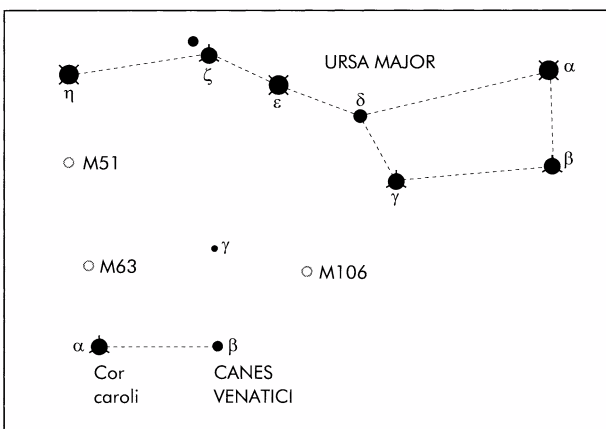 URSA MAJOR
α
η
ζ
ε
δ
β
M51
γ
γ
M63
M106
α
β
Cor
caroli
CANES
VENATICI